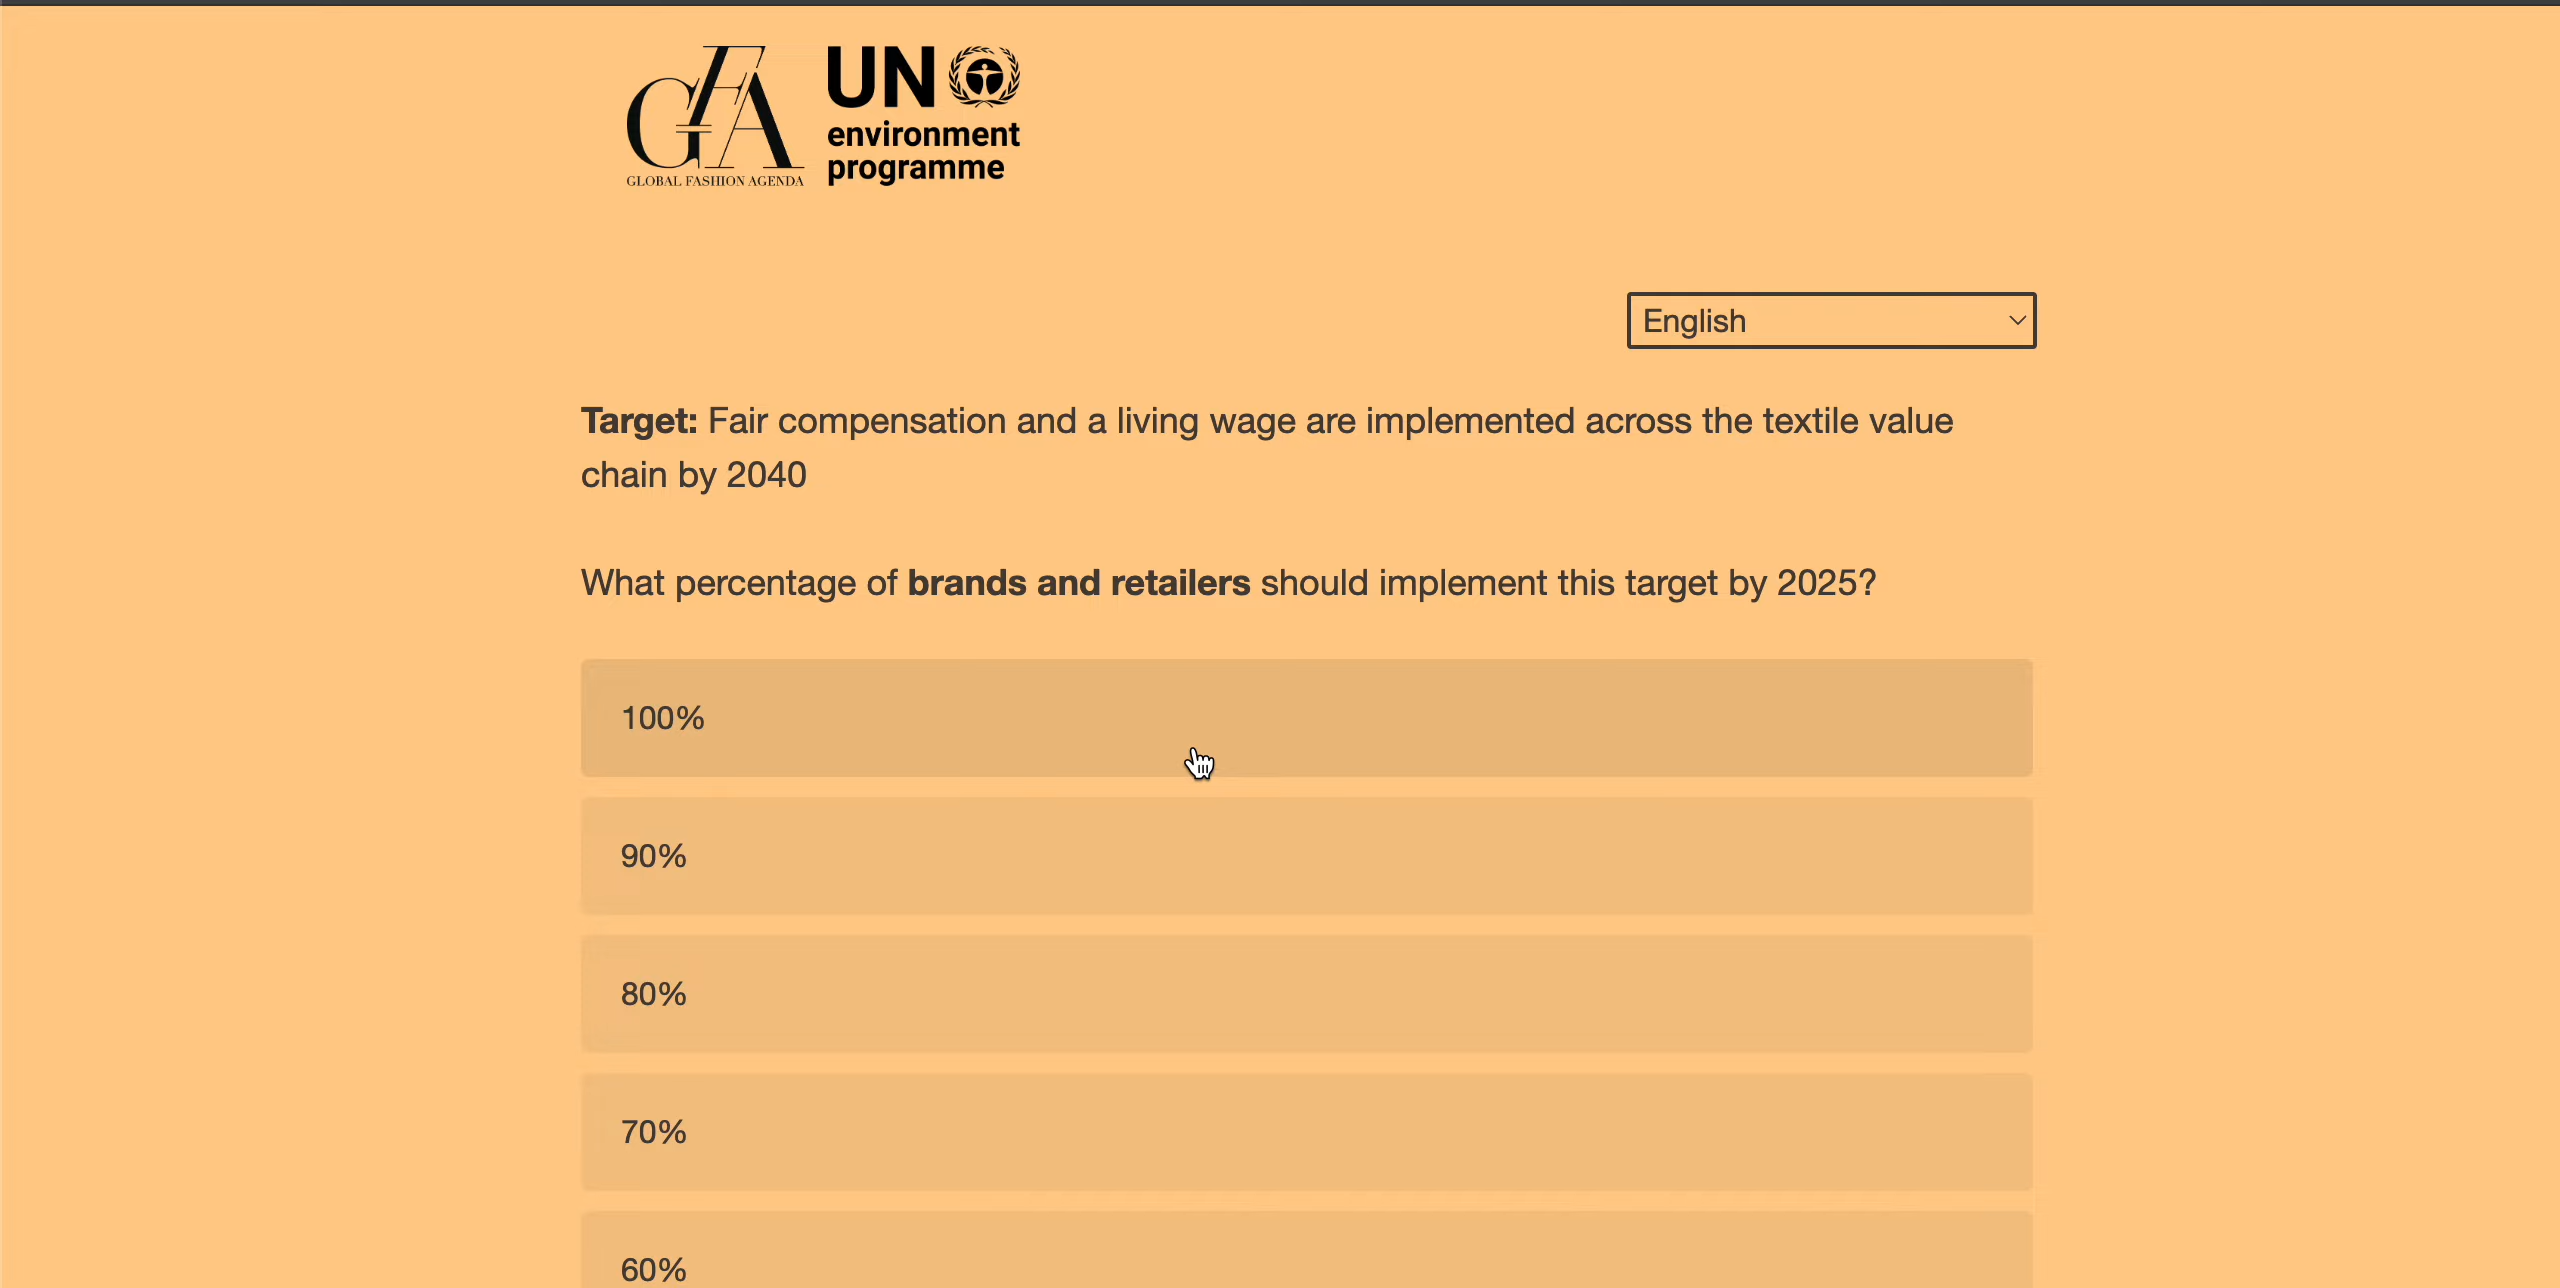 GFA
GLOBAL FASHION AGENDA
UN
environment
programme
English
Target: Fair compensation and a living wage are implemented across the textile value
chain by 2040
What percentage of brands and retailers should implement this target by 2025?
100%
90%
80%
70%
60%